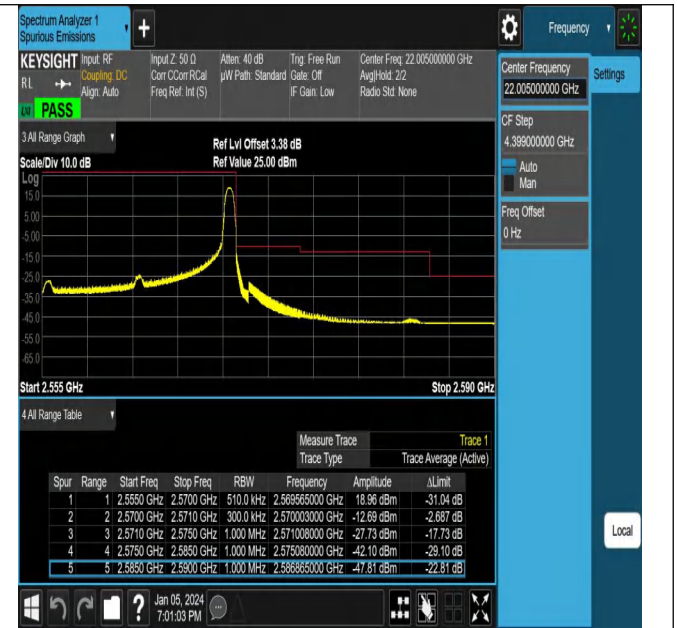 Spectrum Analyzer 1
Spurious Emissions
Frequency
KEYSIGHT
RL
PASS
Input: RF
Coupling: DC
Align: Auto
Input Z: 50 Ω
Corr CCorr RCal
Freq Ref: Int (S)
Atten: 40 dB
µW Path: Standard
Trig: Free Run
Gate: Off
IF Gain: Low
Center Freq: 22.005000000 GHz
Avg|Hold: 2/2
Radio Std: None
Center Frequency
22.005000000 GHz
Settings
CF Step
4.399000000 GHz
Auto
Man
Freq Offset
0 Hz
3 All Range Graph
Scale/Div 10.0 dB
Ref Lvl Offset 3.38 dB
Ref Value 25.00 dBm
Log
15.0
5.00
-5.00
-15.0
-25.0
-35.0
-45.0
-55.0
-65.0
Start 2.555 GHz
Stop 2.590 GHz
4 All Range Table
Measure Trace Trace 1
Trace Type Trace Average (Active)
Spur Range Start Freq Stop Freq RBW Frequency Amplitude ΔLimit
1 1 2.5550 GHz 2.5700 GHz 510.0 kHz 2.569565000 GHz 18.96 dBm -31.04 dB
2 2 2.5700 GHz 2.5710 GHz 300.0 kHz 2.570003000 GHz -12.69 dBm -2.687 dB
3 3 2.5710 GHz 2.5750 GHz 1.000 MHz 2.571008000 GHz -27.73 dBm -17.73 dB
4 4 2.5750 GHz 2.5850 GHz 1.000 MHz 2.575080000 GHz -42.10 dBm -29.10 dB
5 5 2.5850 GHz 2.5900 GHz 1.000 MHz 2.586865000 GHz -47.81 dBm -22.81 dB
Local
Jan 05, 2024
7:01:03 PM